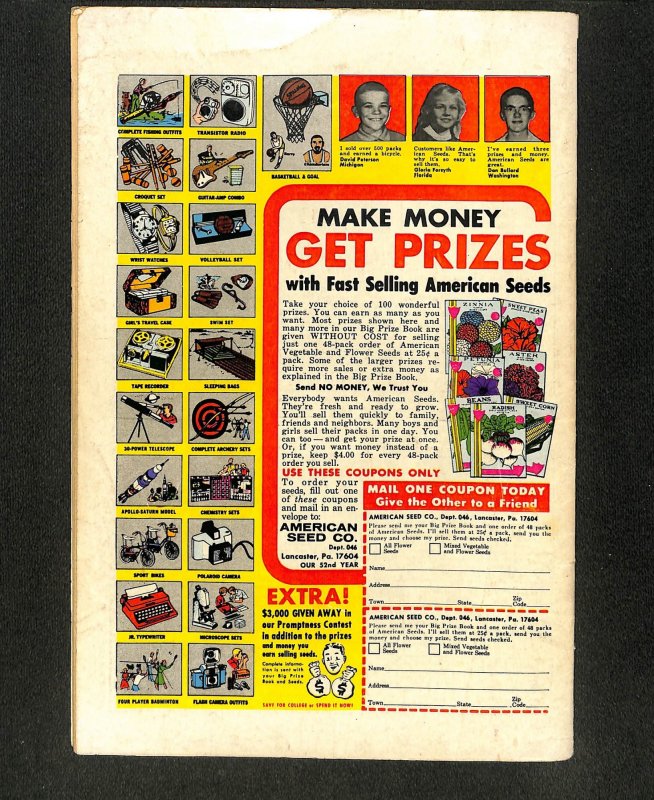 COMPLETE FISHING OUTFITS
TRANSISTOR RADIO
BASKETBALL & GOAL
CROQUET SET
GUITAR-AMP COMBO
WRIST WATCHES
VOLLEYBALL SET
GIRL'S TRAVEL CASE
SWIM SET
TAPE RECORDER
SLEEPING BAGS
30-POWER TELESCOPE
COMPLETE ARCHERY SETS
APOLLO-SATURN MODEL
CHEMISTRY SETS
SPORT BIKES
POLAROID CAMERA
JR. TYPEWRITER
MICROSCOPE SETS
FOUR PLAYER BADMINTON
FLASH CAMERA OUTFITS
I sold over 500 packs
and earned a bicycle.
David Peterson
Michigan
Customers like Amer-
ican Seeds. That's
why it's so easy to
sell them.
Gloria Forsyth
Florida
I've earned three
prizes and money.
American Seeds are
great.
Don Bullard
Washington
MAKE MONEY
GET PRIZES
with Fast Selling American Seeds
Take your choice of 100 wonderful
prizes. You can earn as many as you
want. Most prizes shown here and
many more in our Big Prize Book are
given WITHOUT COST for selling
just one 48-pack order of American
Vegetable and Flower Seeds at 25¢ a
pack. Some of the larger prizes re-
quire more sales or extra money as
explained in the Big Prize Book.
Send NO MONEY, We Trust You
Everybody wants American Seeds.
They're fresh and ready to grow.
You'll sell them quickly to family,
friends and neighbors. Many boys and
girls sell their packs in one day. You
can too — and get your prize at once.
Or, if you want money instead of a
prize, keep $4.00 for every 48-pack
order you sell.
ZINNIA
SWEET PEAS
PETUNIA
ASTER
BEANS
RADISH
SWEET CORN
USE THESE COUPONS ONLY
To order your
seeds, fill out one
of these coupons
and mail in an en-
velope to:
AMERICAN
SEED CO.
Dept. 046
Lancaster, Pa. 17604
OUR 52nd YEAR
MAIL ONE COUPON TODAY
Give the Other to a Friend
AMERICAN SEED CO., Dept. 046, Lancaster, Pa. 17604
Please send me your Big Prize Book and one order of 48 packs
of American Seeds. I'll sell them at 25¢ a pack, send you the
money and choose my prize. Send seeds checked.
All Flower
Seeds
Mixed Vegetable
and Flower Seeds
Name
Address
Town State Zip
Code
AMERICAN SEED CO., Dept. 046, Lancaster, Pa. 17604
Please send me your Big Prize Book and one order of 48 packs
of American Seeds. I'll sell them at 25¢ a pack, send you the
money and choose my prize. Send seeds checked.
All Flower
Seeds
Mixed Vegetable
and Flower Seeds
Name
Address
Town State Zip
Code
EXTRA!
$3,000 GIVEN AWAY in
our Promptness Contest
in addition to the prizes
and money you
earn selling seeds.
Complete informa-
tion is sent with
your Big Prize
Book and Seeds.
$
$
SAVE FOR COLLEGE or SPEND IT NOW!